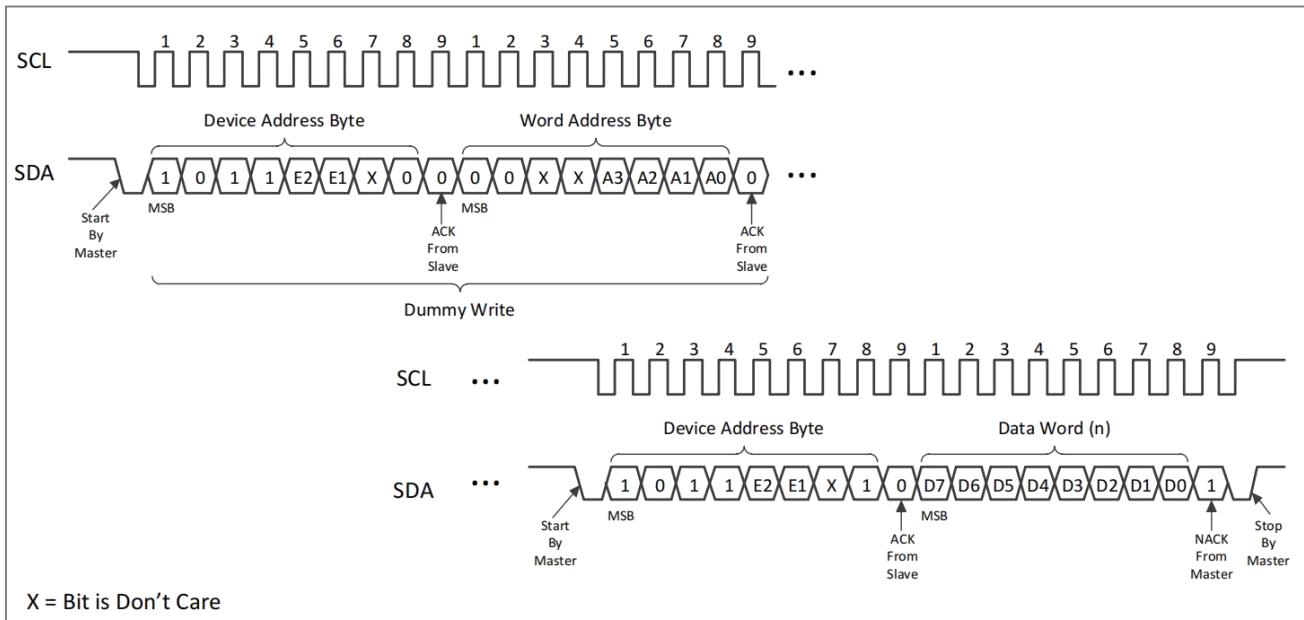 1 2 3 4 5 6 7 8 9 1 2 3 4 5 6 7 8 9
SCL ...
Device Address Byte Word Address Byte
SDA 1 0 1 1 E2 E1 X 0 0 0 0 X X A3 A2 A1 A0 0 ...
MSB MSB
Start
By
Master
ACK
From
Slave
ACK
From
Slave
Dummy Write
1 2 3 4 5 6 7 8 9 1 2 3 4 5 6 7 8 9
SCL ...
Device Address Byte Data Word (n)
SDA ... 1 0 1 1 E2 E1 X 1 0 D7 D6 D5 D4 D3 D2 D1 D0 1
MSB MSB
Start
By
Master
ACK
From
Slave
NACK
From
Master
Stop
By
Master
X = Bit is Don’t Care